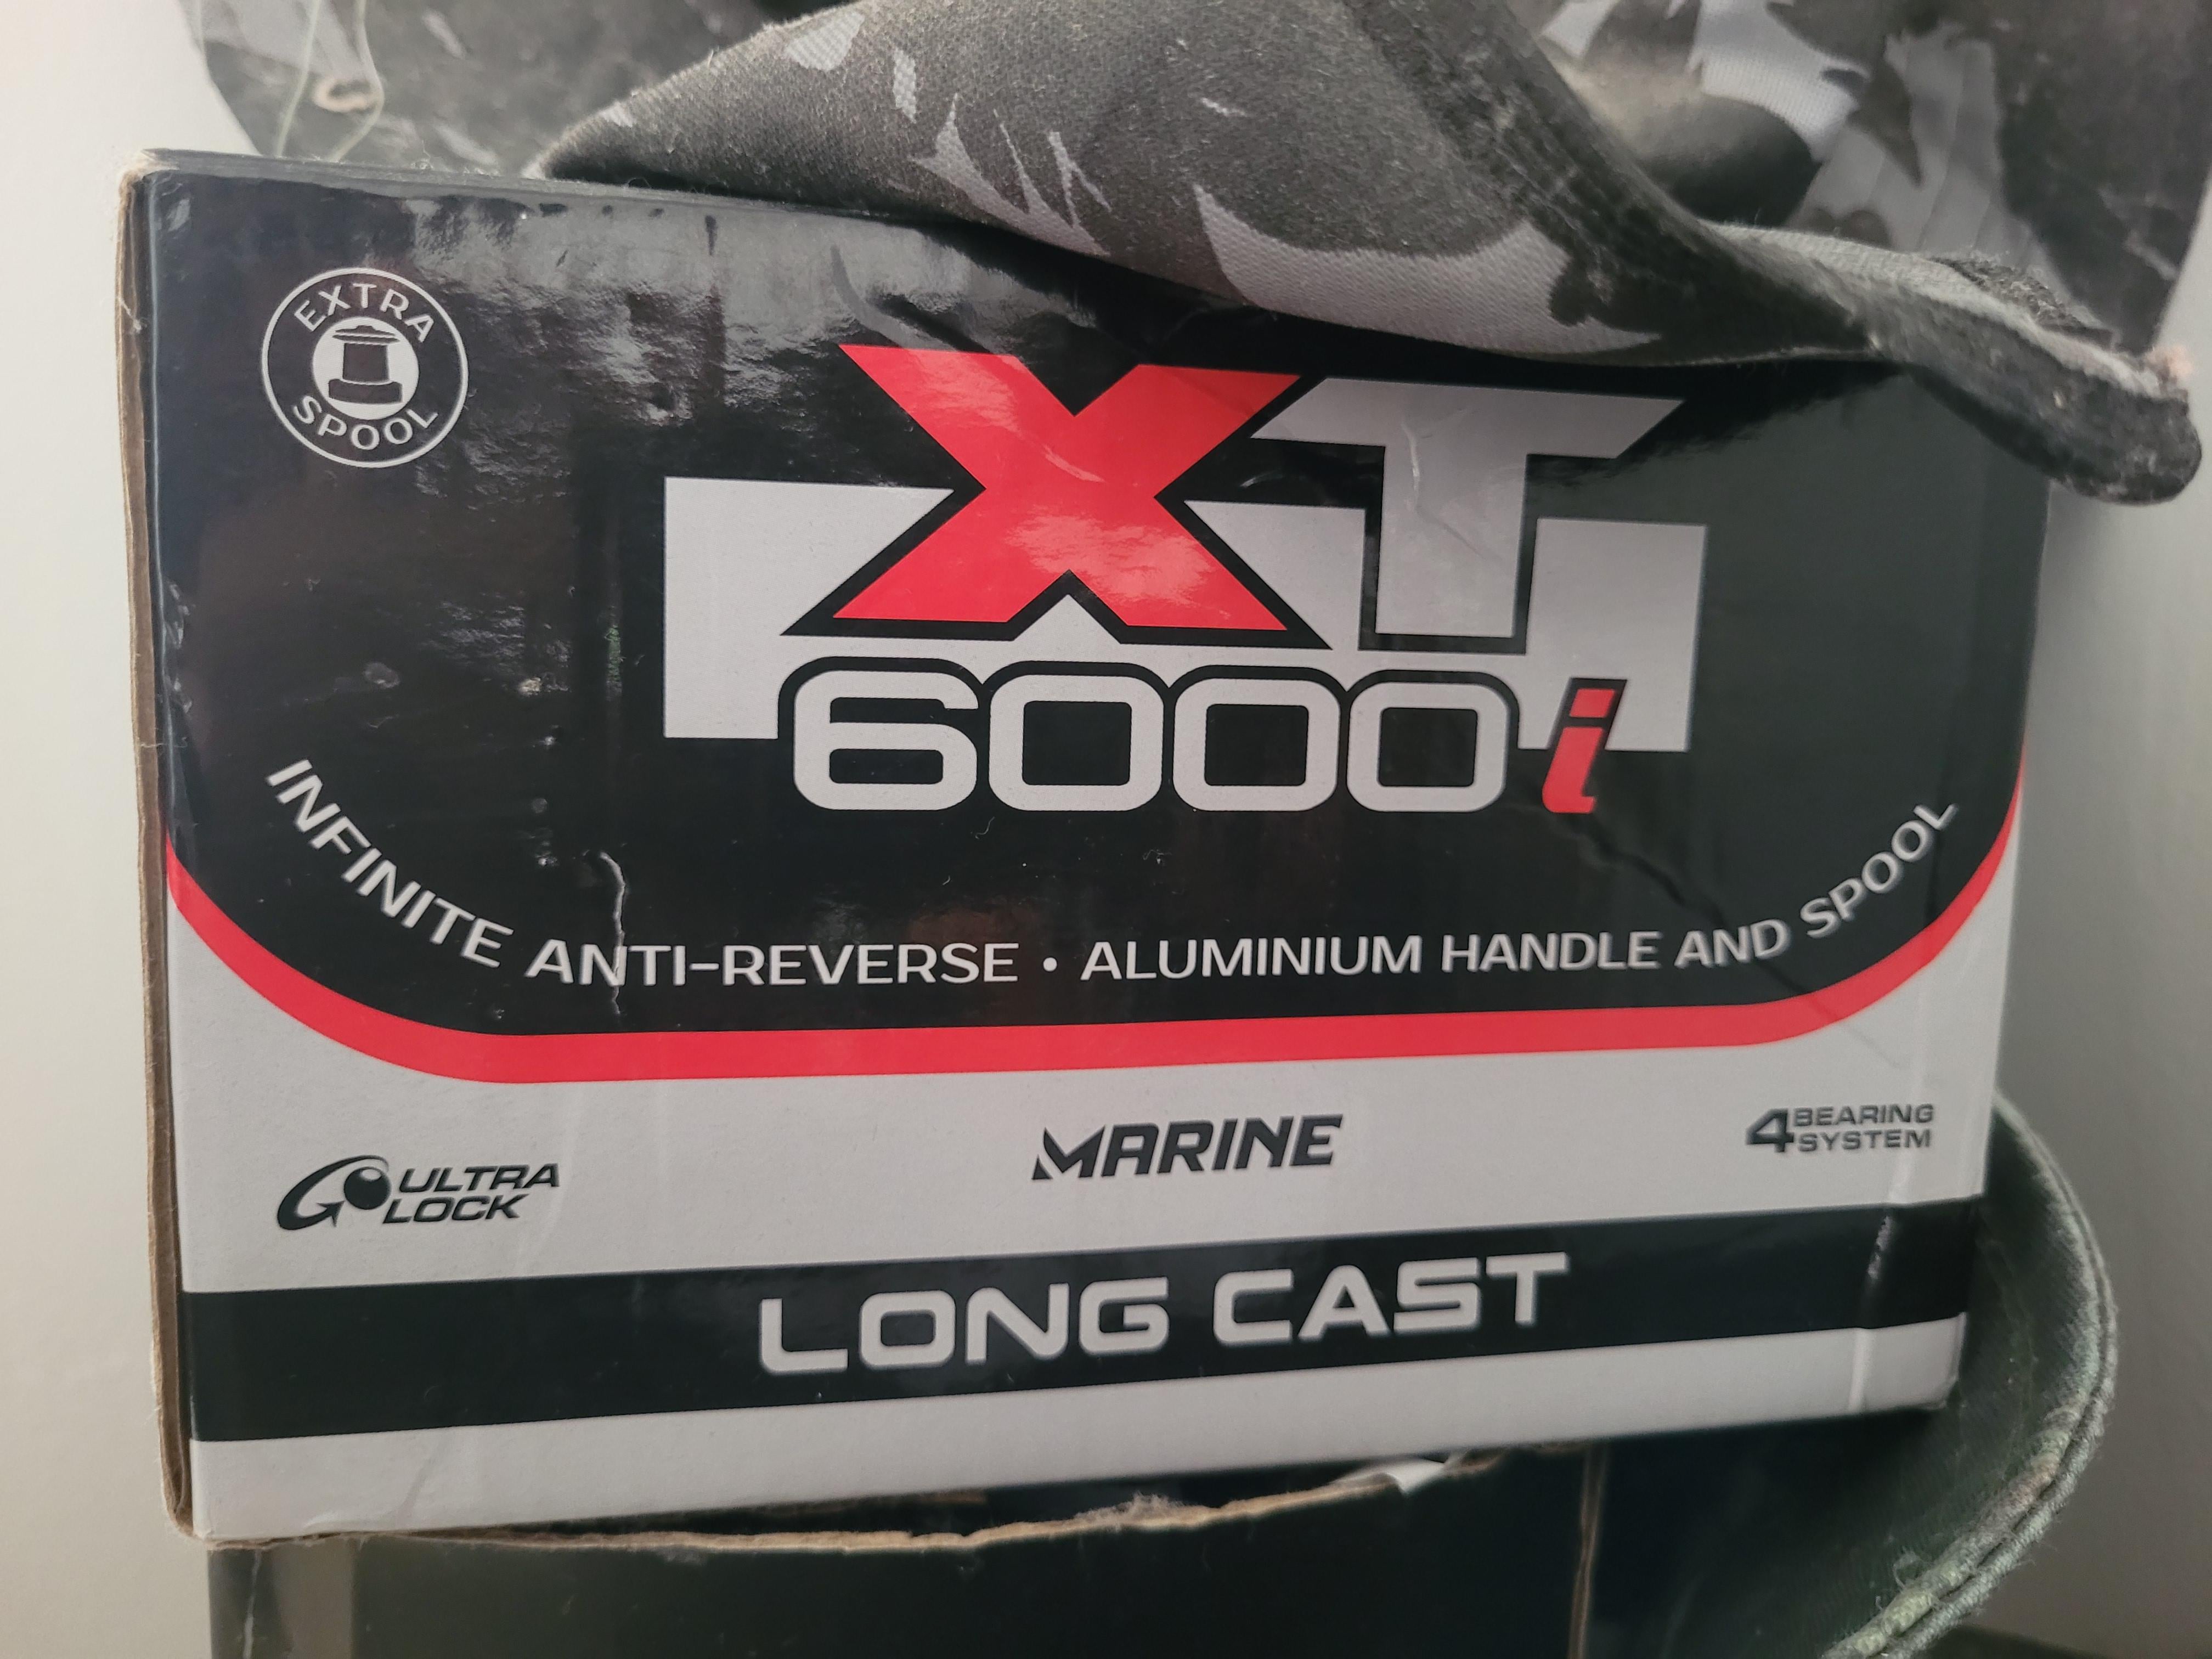 EXTRA
SPOOL
XT
6000i
INFINITE ANTI-REVERSE • ALUMINIUM HANDLE AND SPOOL
ULTRA
LOCK
MARINE
4 BEARING
SYSTEM
LONG CAST